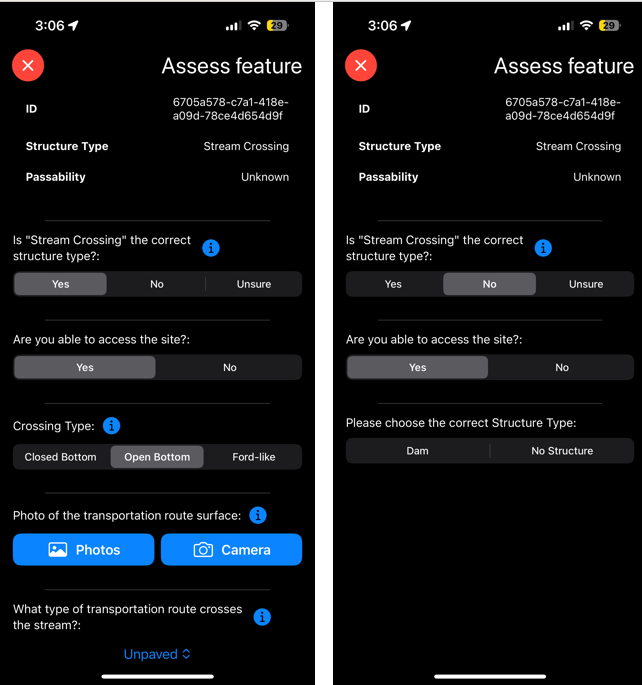 3:06
29
Assess feature
ID
6705a578-c7a1-418e-
a09d-78ce4d654d9f
Structure Type
Stream Crossing
Passability
Unknown
Is "Stream Crossing" the correct
structure type?:
Yes
No
Unsure
Are you able to access the site?:
Yes
No
Crossing Type:
Closed Bottom
Open Bottom
Ford-like
Photo of the transportation route surface:
Photos
Camera
What type of transportation route crosses
the stream?:
Unpaved
3:06
29
Assess feature
ID
6705a578-c7a1-418e-
a09d-78ce4d654d9f
Structure Type
Stream Crossing
Passability
Unknown
Is "Stream Crossing" the correct
structure type?:
Yes
No
Unsure
Are you able to access the site?:
Yes
No
Please choose the correct Structure Type:
Dam
No Structure